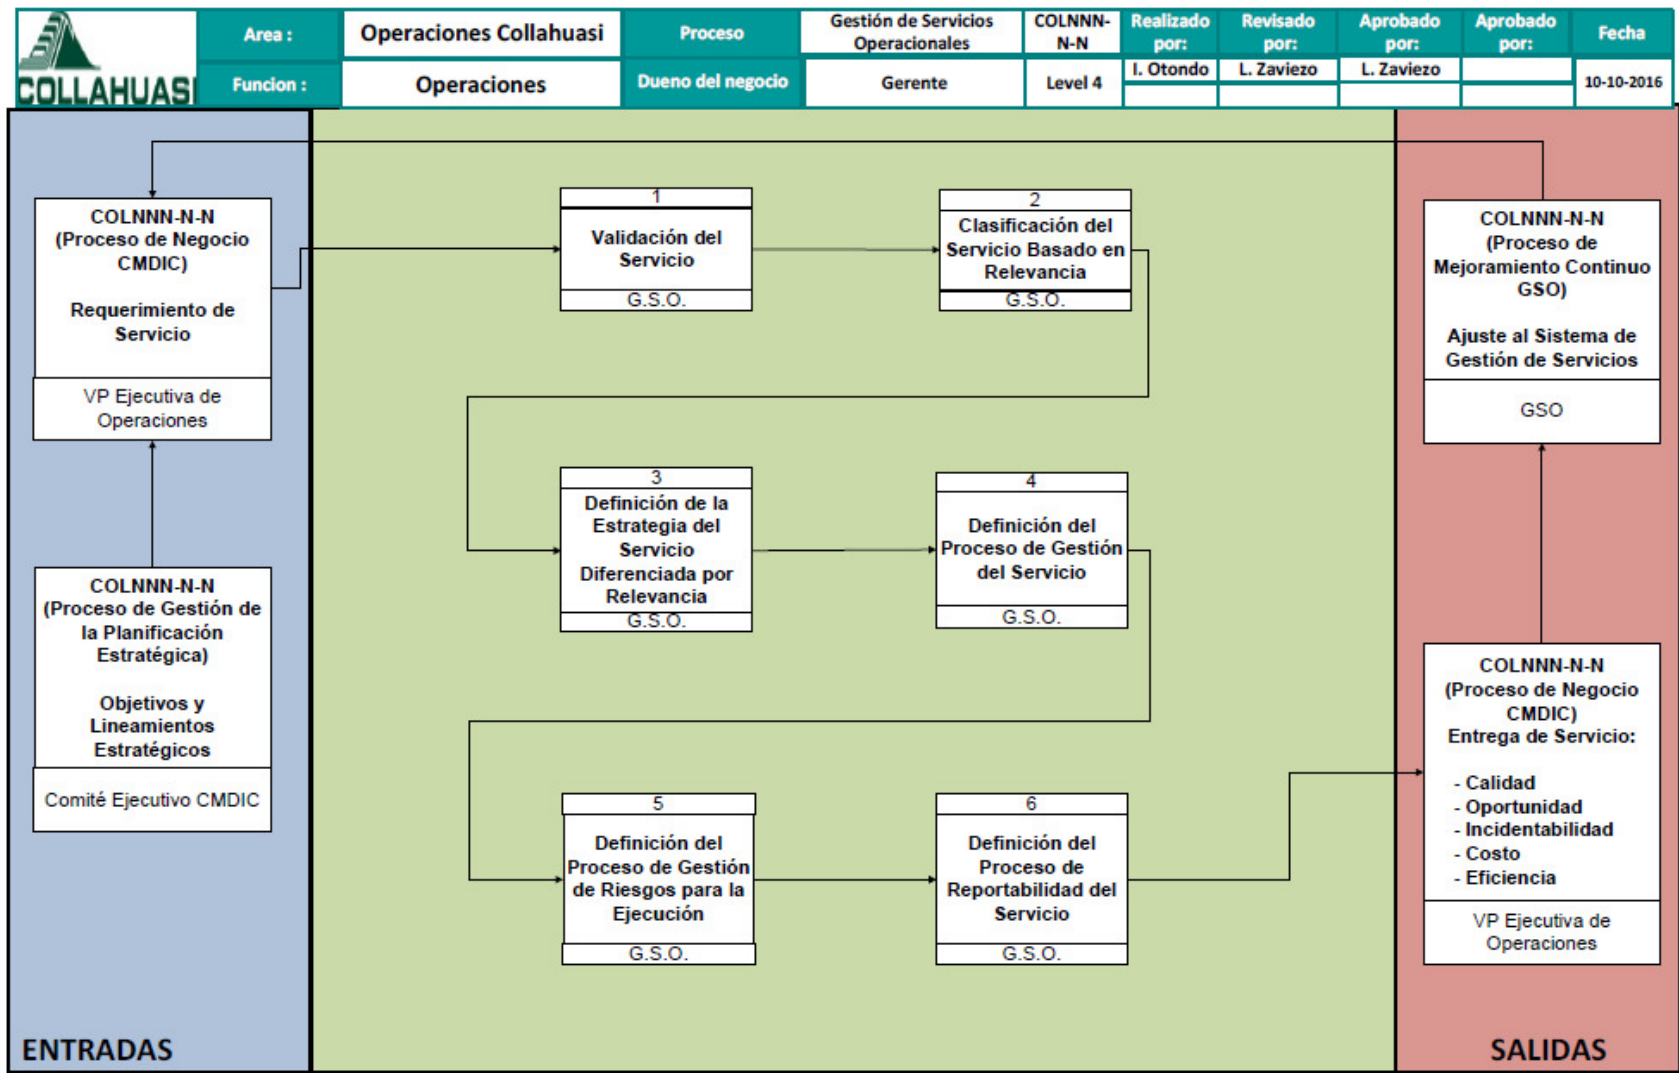 COLLAHUASI
Area :
Operaciones Collahuasi
Proceso
Gestión de Servicios
Operacionales
COLNNN-
N-N
Realizado
por:
Revisado
por:
Aprobado
por:
Aprobado
por:
Fecha
Funcion :
Operaciones
Dueno del negocio
Gerente
Level 4
I. Otondo
L. Zaviezo
L. Zaviezo
10-10-2016
COLNNN-N-N
(Proceso de Negocio
CMDIC)
Requerimiento de
Servicio
VP Ejecutiva de
Operaciones
COLNNN-N-N
(Proceso de Gestión de
la Planificación
Estratégica)
Objetivos y
Lineamientos
Estratégicos
Comité Ejecutivo CMDIC
ENTRADAS
1
Validación del
Servicio
G.S.O.
2
Clasificación del
Servicio Basado en
Relevancia
G.S.O.
3
Definición de la
Estrategia del
Servicio
Diferenciada por
Relevancia
G.S.O.
4
Definición del
Proceso de Gestión
del Servicio
G.S.O.
5
Definición del
Proceso de Gestión
de Riesgos para la
Ejecución
G.S.O.
6
Definición del
Proceso de
Reportabilidad del
Servicio
G.S.O.
COLNNN-N-N
(Proceso de
Mejoramiento Continuo
GSO)
Ajuste al Sistema de
Gestión de Servicios
GSO
COLNNN-N-N
(Proceso de Negocio
CMDIC)
Entrega de Servicio:
- Calidad
- Oportunidad
- Incidentabilidad
- Costo
- Eficiencia
VP Ejecutiva de
Operaciones
SALIDAS